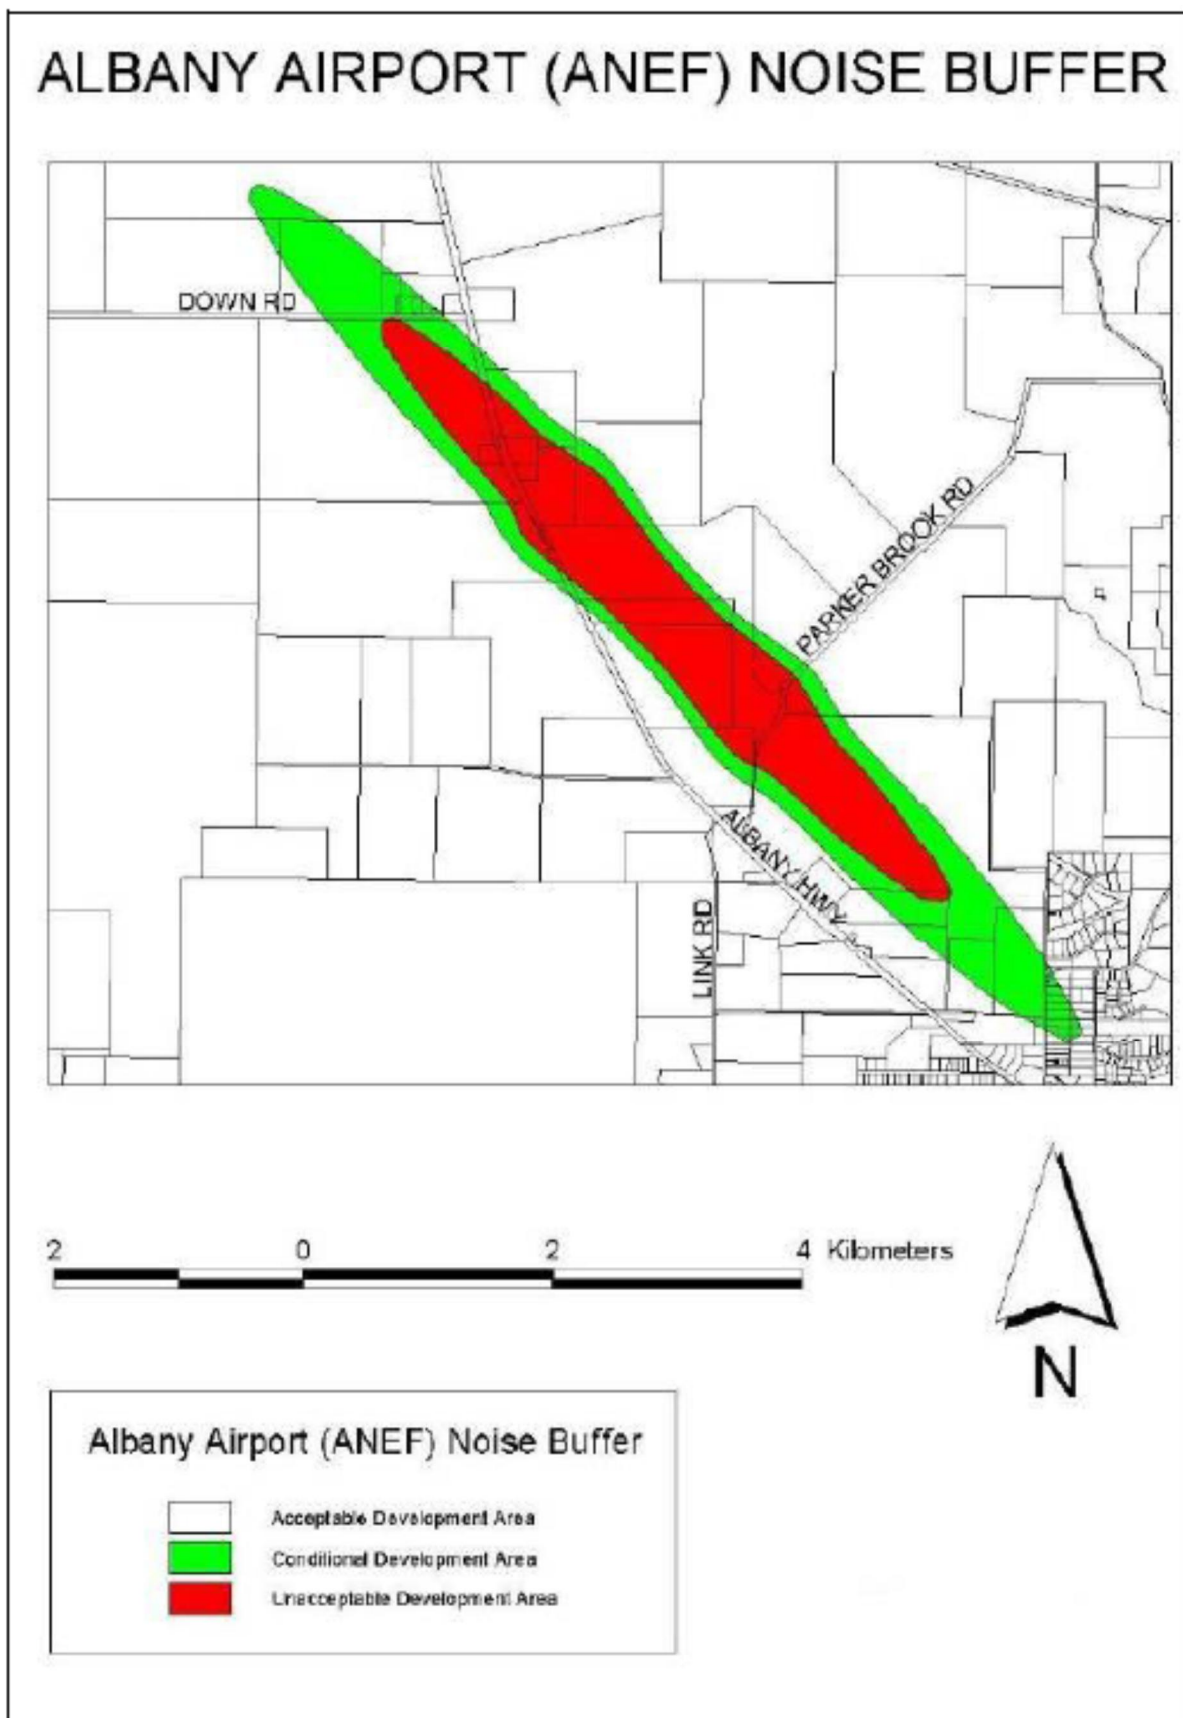 ALBANY AIRPORT (ANEF) NOISE BUFFER
DOWN RD
PARKER BROOK RD
ALBANY HWY
LINK RD
2 0 2 4 Kilometers
N
Albany Airport (ANEF) Noise Buffer
Acceptable Development Area
Conditional Development Area
Unacceptable Development Area